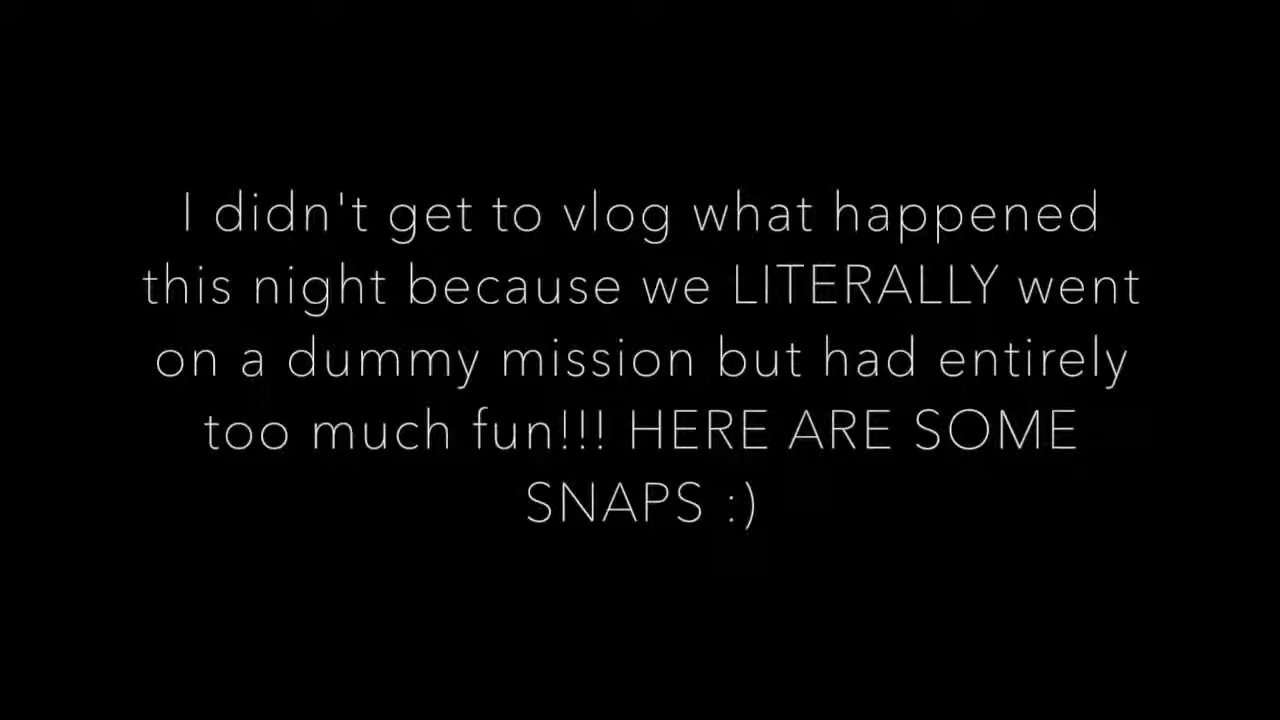 I didn't get to vlog what happened
this night because we LITERALLY went
on a dummy mission but had entirely
too much fun!!! HERE ARE SOME
SNAPS :)